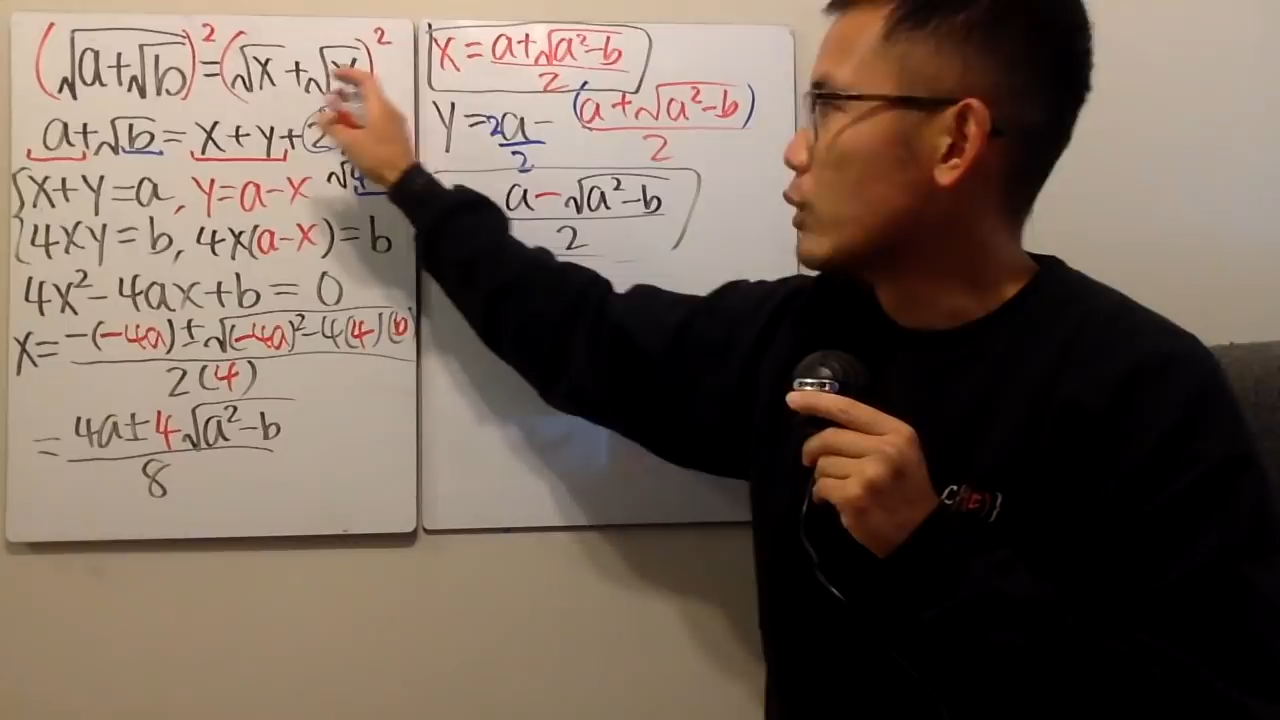 (√(a+√b))² = (√x + √y)²
a+√b = x+y+2
√4
{x+y=a, y=a-x
{4xy=b, 4x(a-x)=b
4x²-4ax+b=0
x= (-(-4a)±√((-4a)²-4(4)(b)))/(2(4))
= (4a±4√(a²-b))/8
x= (a+√(a²-b))/2
y= 2a/2 - (a+√(a²-b))/2
(a-√(a²-b))/2